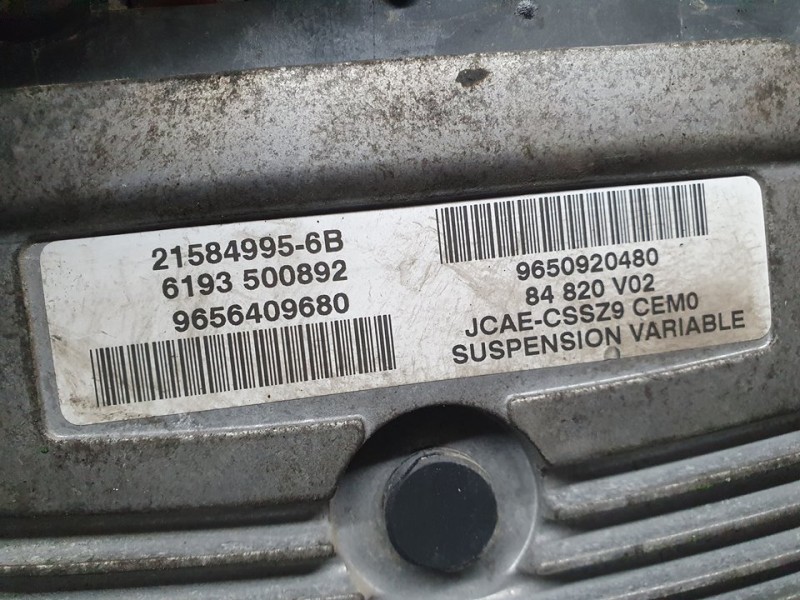 21584995-6B
6193 500892
9656409680
9650920480
84 820 V02
JCAE-CSSZ9 CEM0
SUSPENSION VARIABLE